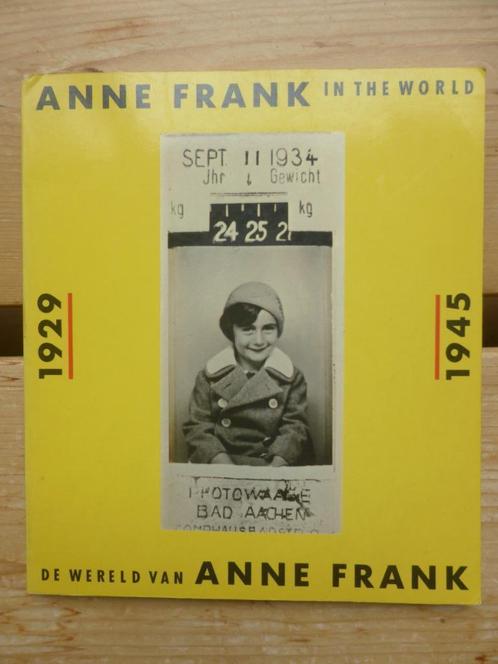 ANNE FRANK IN THE WORLD
SEPT. 11 1934
Jhr Gewicht
kg kg
24 25 2
1929
1945
FOTOWAAGE
BAD AACHEN
DE WERELD VAN ANNE FRANK